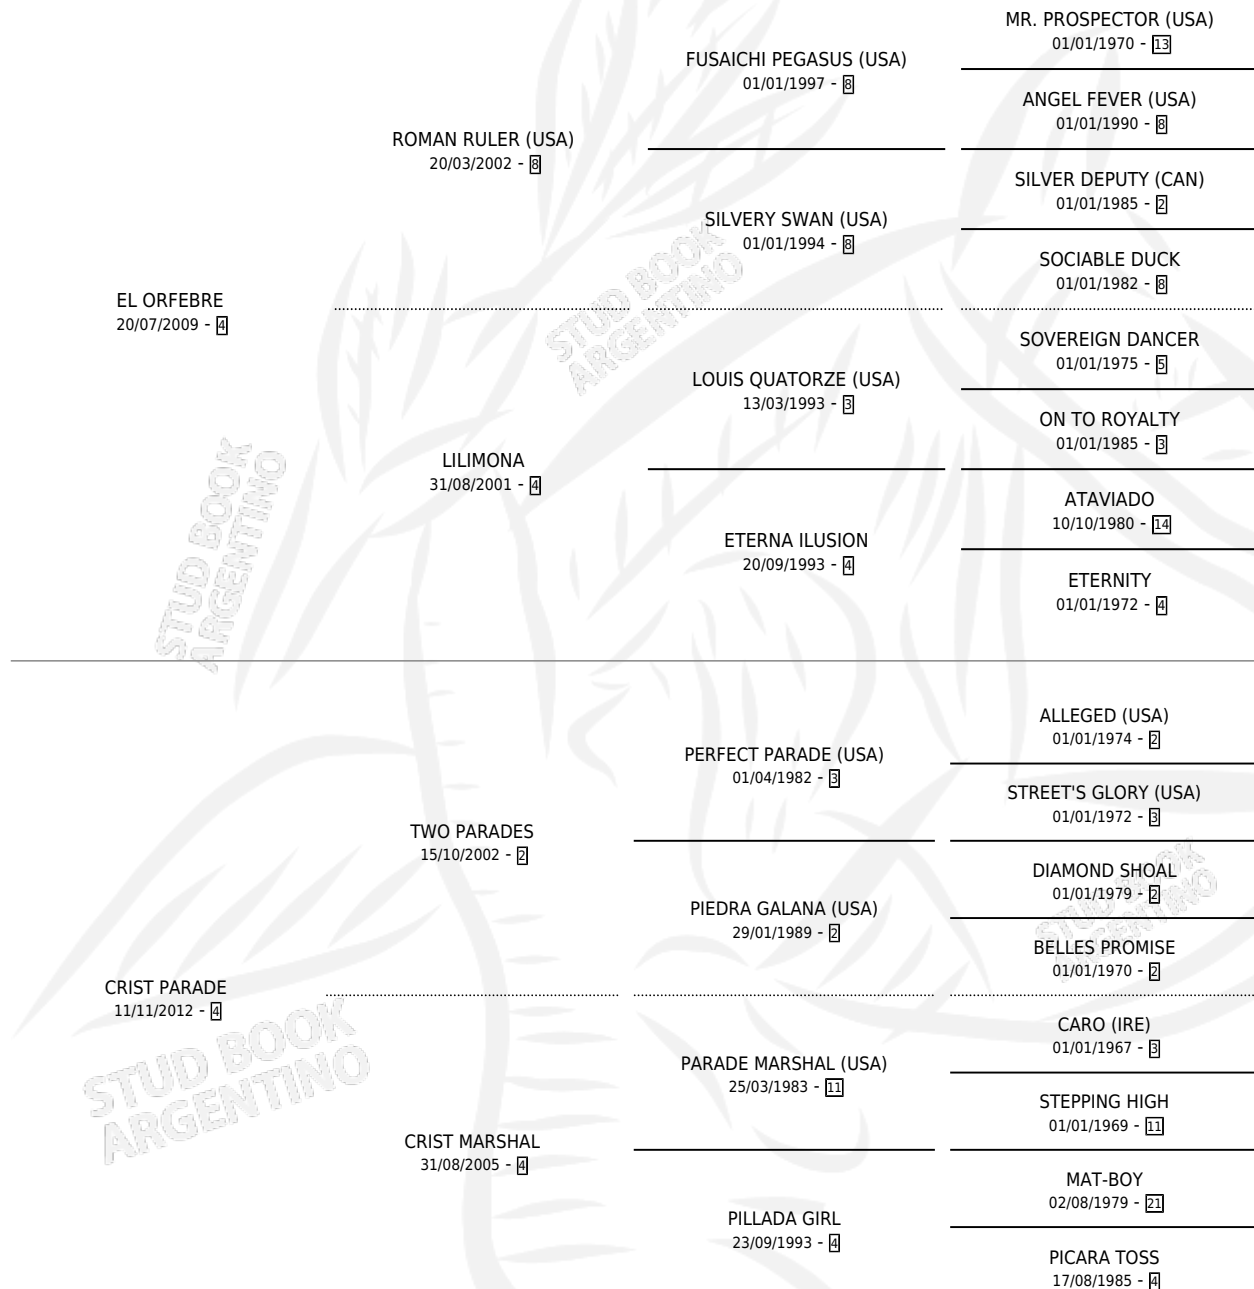 MR. PROSPECTOR (USA)
01/01/1970 - 13
FUSAICHI PEGASUS (USA)
01/01/1997 - 8
ANGEL FEVER (USA)
01/01/1990 - 8
ROMAN RULER (USA)
20/03/2002 - 8
SILVER DEPUTY (CAN)
01/01/1985 - 2
SILVERY SWAN (USA)
01/01/1994 - 8
SOCIABLE DUCK
01/01/1982 - 8
EL ORFEBRE
20/07/2009 - 4
SOVEREIGN DANCER
01/01/1975 - 5
LOUIS QUATORZE (USA)
13/03/1993 - 3
ON TO ROYALTY
01/01/1985 - 3
LILIMONA
31/08/2001 - 4
ATAVIADO
10/10/1980 - 14
ETERNA ILUSION
20/09/1993 - 4
ETERNITY
01/01/1972 - 4
ALLEGED (USA)
01/01/1974 - 2
PERFECT PARADE (USA)
01/04/1982 - 3
STREET'S GLORY (USA)
01/01/1972 - 3
TWO PARADES
15/10/2002 - 2
DIAMOND SHOAL
01/01/1979 - 2
PIEDRA GALANA (USA)
29/01/1989 - 2
BELLES PROMISE
01/01/1970 - 2
CRIST PARADE
11/11/2012 - 4
CARO (IRE)
01/01/1967 - 3
PARADE MARSHAL (USA)
25/03/1983 - 11
STEPPING HIGH
01/01/1969 - 11
CRIST MARSHAL
31/08/2005 - 4
MAT-BOY
02/08/1979 - 21
PILLADA GIRL
23/09/1993 - 4
PICARA TOSS
17/08/1985 - 4
STUD BOOK
ARGENTINO
STUD BOOK
ARGENTINO
STUD BOOK
ARGENTINO
STUD BOOK
ARGENTINO